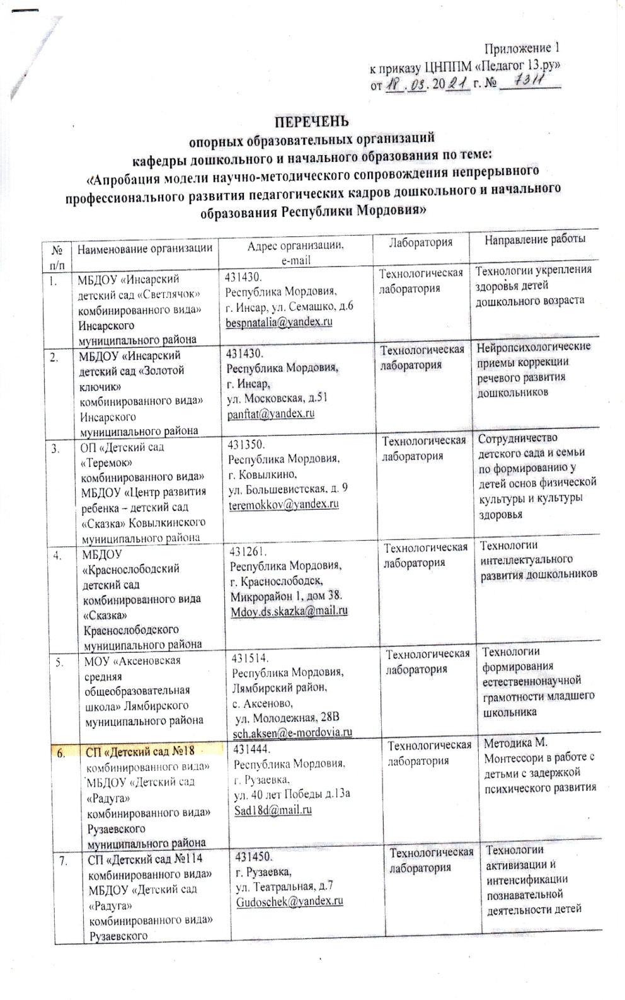 Приложение 1
к приказу ЦНППМ «Педагог 13.ру»
от 18.03.2021 г. № 7311
ПЕРЕЧЕНЬ
опорных образовательных организаций
кафедры дошкольного и начального образования по теме:
«Апробация модели научно-методического сопровождения непрерывного
профессионального развития педагогических кадров дошкольного и начального
образования Республики Мордовия»
№
п/п
Наименование организации
Адрес организации,
e-mail
Лаборатория
Направление работы
1.
МБДОУ «Инсарский
детский сад «Светлячок»
комбинированного вида»
Инсарского
муниципального района
431430.
Республика Мордовия,
г. Инсар, ул. Семашко, д.6
bespnatalia@yandex.ru
Технологическая
лаборатория
Технологии укрепления
здоровья детей
дошкольного возраста
2.
МБДОУ «Инсарский
детский сад «Золотой
ключик»
комбинированного вида»
Инсарского
муниципального района
431430.
Республика Мордовия,
г. Инсар,
ул. Московская, д.51
panftat@yandex.ru
Технологическая
лаборатория
Нейропсихологические
приемы коррекции
речевого развития
дошкольников
3.
ОП «Детский сад
«Теремок»
комбинированного вида»
МБДОУ «Центр развития
ребенка – детский сад
«Сказка» Ковылкинского
муниципального района
431350.
Республика Мордовия,
г. Ковылкино,
ул. Большевистская, д. 9
teremokkov@yandex.ru
Технологическая
лаборатория
Сотрудничество
детского сада и семьи
по формированию у
детей основ физической
культуры и культуры
здоровья
4.
МБДОУ
«Краснослободский
детский сад
комбинированного вида
«Сказка»
Краснослободского
муниципального района
431261.
Республика Мордовия,
г. Краснослободск,
Микрорайон 1, дом 38.
Mdoy.ds.skazka@mail.ru
Технологическая
лаборатория
Технологии
интеллектуального
развития дошкольников
5.
МОУ «Аксеновская
средняя
общеобразовательная
школа» Лямбирского
муниципального района
431514.
Республика Мордовия,
Лямбирский район,
с. Аксеново,
ул. Молодежная, 28В
sch.aksen@e-mordovia.ru
Технологическая
лаборатория
Технологии
формирования
естественнонаучной
грамотности младшего
школьника
6.
СП «Детский сад №18
комбинированного вида»
МБДОУ «Детский сад
«Радуга»
комбинированного вида»
Рузаевского
муниципального района
431444.
Республика Мордовия,
г. Рузаевка,
ул. 40 лет Победы д.13а
Sad18d@mail.ru
Технологическая
лаборатория
Методика М.
Монтессори в работе с
детьми с задержкой
психического развития
7.
СП «Детский сад №114
комбинированного вида»
МБДОУ «Детский сад
«Радуга»
комбинированного вида»
Рузаевского
431450.
г. Рузаевка,
ул. Театральная, д.7
Gudoschek@yandex.ru
Технологическая
лаборатория
Технологии
активизации и
интенсификации
познавательной
деятельности детей